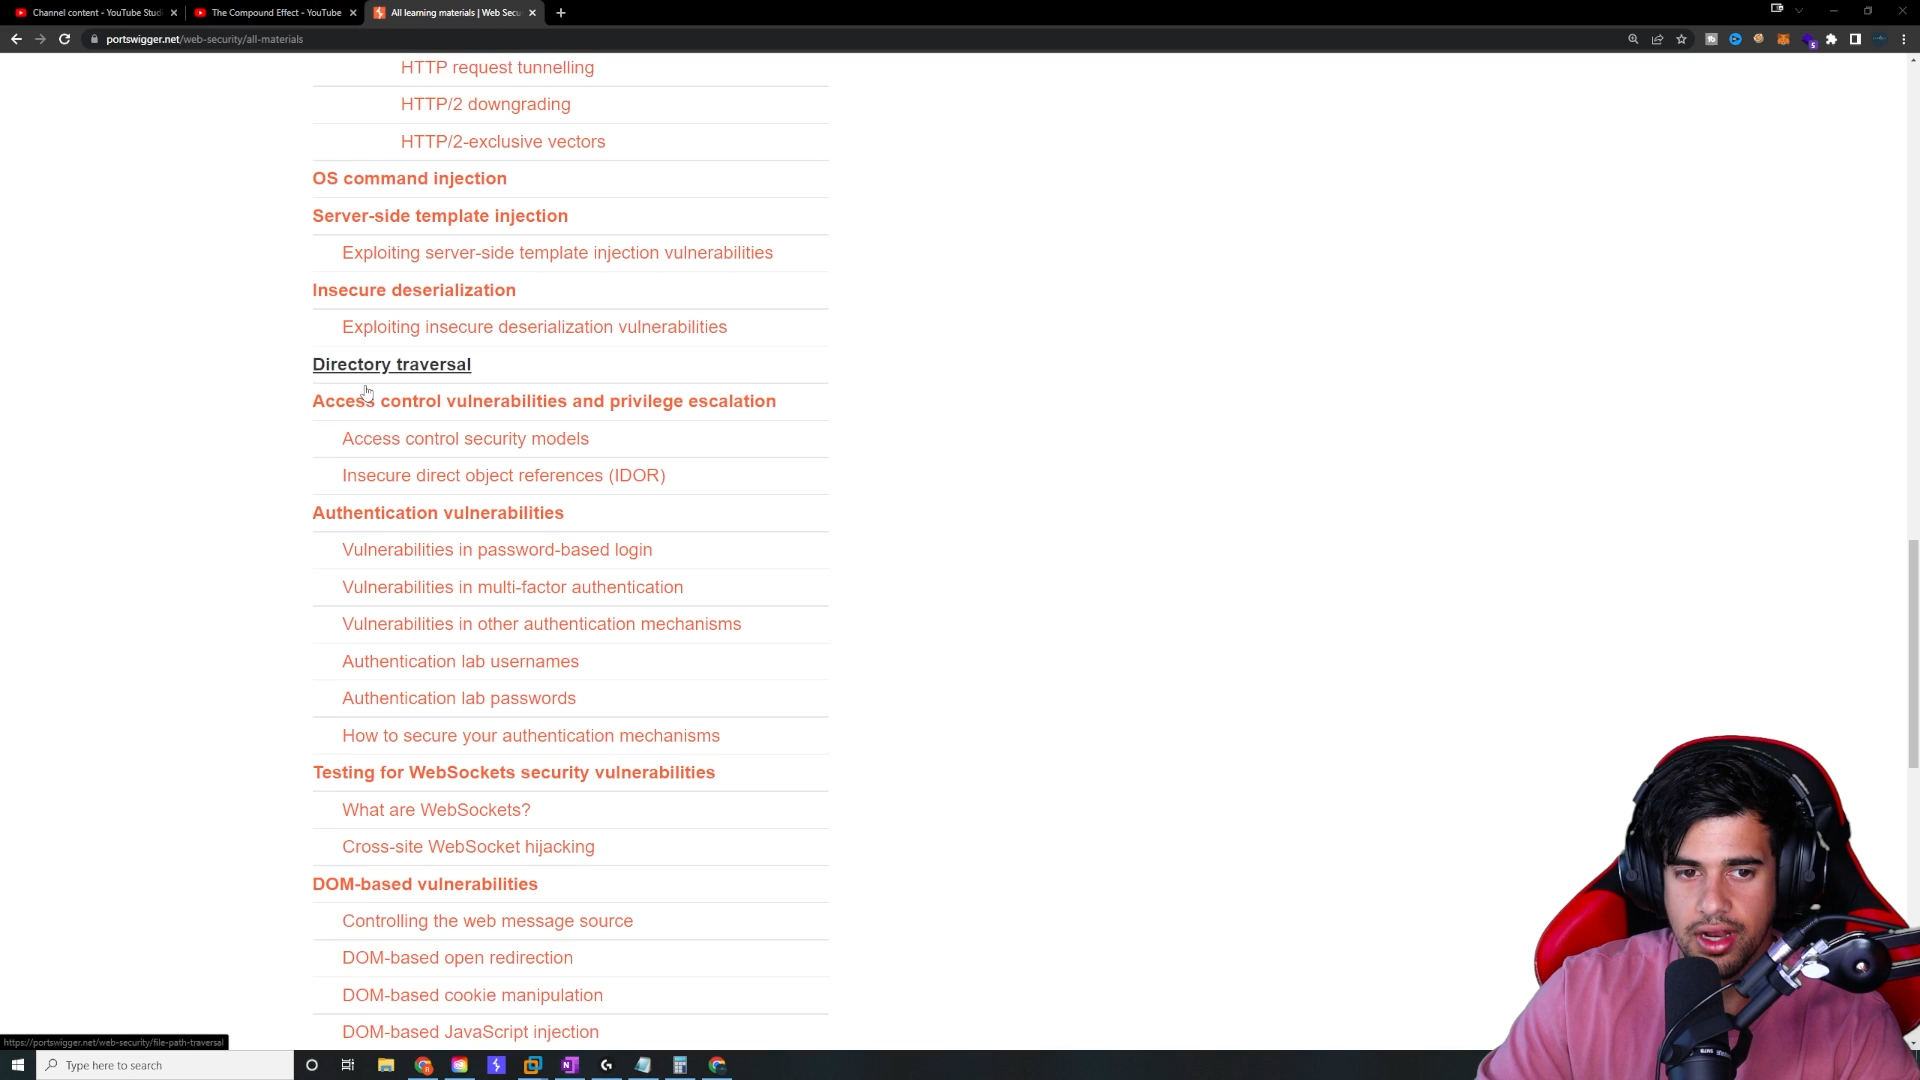 Channel content - YouTube Studi
The Compound Effect - YouTube
All learning materials | Web Secu
portswigger.net/web-security/all-materials
HTTP request tunnelling
HTTP/2 downgrading
HTTP/2-exclusive vectors
OS command injection
Server-side template injection
Exploiting server-side template injection vulnerabilities
Insecure deserialization
Exploiting insecure deserialization vulnerabilities
Directory traversal
Access control vulnerabilities and privilege escalation
Access control security models
Insecure direct object references (IDOR)
Authentication vulnerabilities
Vulnerabilities in password-based login
Vulnerabilities in multi-factor authentication
Vulnerabilities in other authentication mechanisms
Authentication lab usernames
Authentication lab passwords
How to secure your authentication mechanisms
Testing for WebSockets security vulnerabilities
What are WebSockets?
Cross-site WebSocket hijacking
DOM-based vulnerabilities
Controlling the web message source
DOM-based open redirection
DOM-based cookie manipulation
DOM-based JavaScript injection
https://portswigger.net/web-security/file-path-traversal
Type here to search